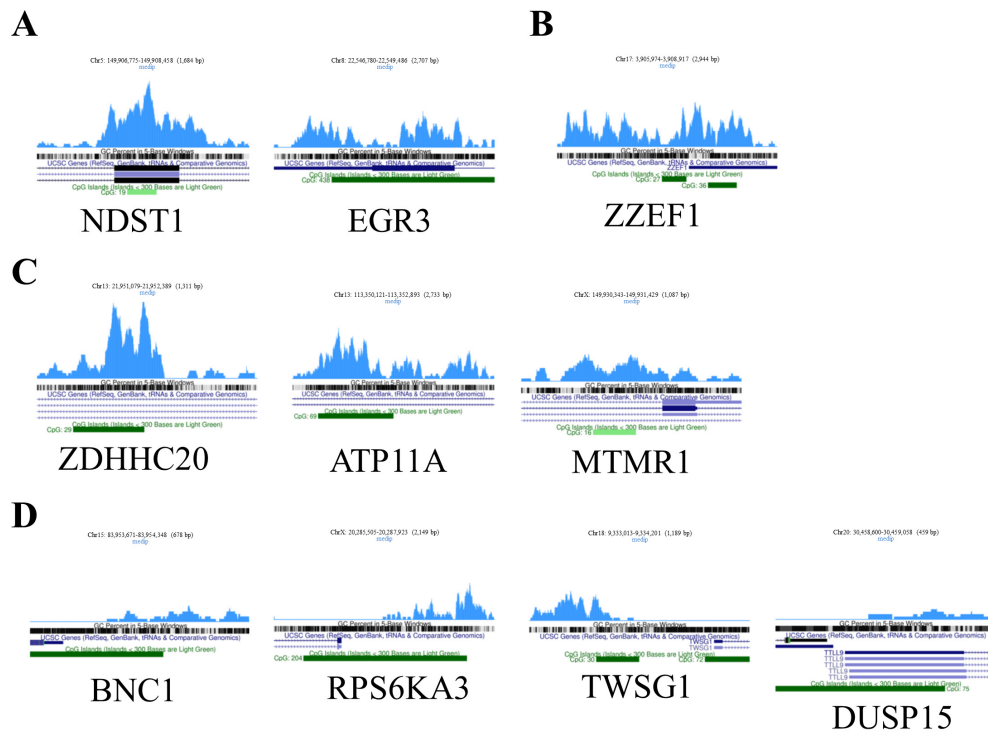 A
B
Chr5: 149,906,775-149,908,458 (1,684 bp)
medip
GC Percent in 5-Base Windows
UCSC Genes (RefSeq, GenBank, tRNAs & Comparative Genomics)
CpG Islands (Islands < 300 Bases are Light Green)
CpG: 19
NDST1
Chr8: 22,546,780-22,549,486 (2,707 bp)
medip
GC Percent in 5-Base Windows
UCSC Genes (RefSeq, GenBank, tRNAs & Comparative Genomics)
CpG Islands (Islands < 300 Bases are Light Green)
CpG: 438
EGR3
Chr17: 3,905,974-3,908,917 (2,944 bp)
medip
GC Percent in 5-Base Windows
UCSC Genes (RefSeq, GenBank, tRNAs & Comparative Genomics)
ZZEF1
CpG Islands (Islands < 300 Bases are Light Green)
CpG: 27
CpG: 36
ZZEF1
C
Chr13: 21,951,079-21,952,389 (1,311 bp)
medip
GC Percent in 5-Base Windows
UCSC Genes (RefSeq, GenBank, tRNAs & Comparative Genomics)
CpG Islands (Islands < 300 Bases are Light Green)
CpG: 29
ZDHHC20
Chr13: 113,350,121-113,352,893 (2,733 bp)
medip
GC Percent in 5-Base Windows
UCSC Genes (RefSeq, GenBank, tRNAs & Comparative Genomics)
CpG Islands (Islands < 300 Bases are Light Green)
CpG: 69
ATP11A
ChrX: 149,930,343-149,931,429 (1,087 bp)
medip
GC Percent in 5-Base Windows
UCSC Genes (RefSeq, GenBank, tRNAs & Comparative Genomics)
CpG Islands (Islands < 300 Bases are Light Green)
CpG: 16
MTMR1
D
Chr15: 83,953,671-83,954,348 (678 bp)
medip
GC Percent in 5-Base Windows
UCSC Genes (RefSeq, GenBank, tRNAs & Comparative Genomics)
CpG Islands (Islands < 300 Bases are Light Green)
BNC1
ChrX: 20,285,505-20,287,923 (2,149 bp)
medip
GC Percent in 5-Base Windows
UCSC Genes (RefSeq, GenBank, tRNAs & Comparative Genomics)
CpG Islands (Islands < 300 Bases are Light Green)
CpG: 204
RPS6KA3
Chr18: 9,333,013-9,334,201 (1,189 bp)
medip
GC Percent in 5-Base Windows
UCSC Genes (RefSeq, GenBank, tRNAs & Comparative Genomics)
TWSG1
TWSG1
CpG Islands (Islands < 300 Bases are Light Green)
CpG: 30
CpG: 72
TWSG1
Chr20: 30,458,600-30,459,058 (459 bp)
medip
GC Percent in 5-Base Windows
UCSC Genes (RefSeq, GenBank, tRNAs & Comparative Genomics)
TTLL9
TTLL9
TTLL9
TTLL9
TTLL9
CpG Islands (Islands < 300 Bases are Light Green)
CpG: 75
DUSP15